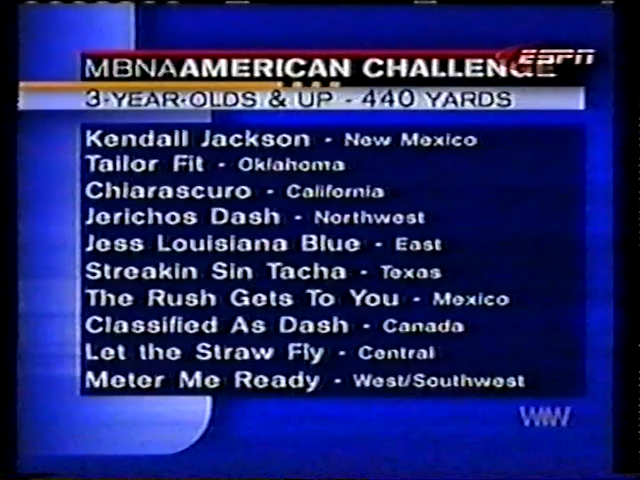 ESPN
MBNA AMERICAN CHALLENGE
3-YEAR-OLDS & UP - 440 YARDS
Kendall Jackson - New Mexico
Tailor Fit - Oklahoma
Chiarascuro - California
Jerichos Dash - Northwest
Jess Louisiana Blue - East
Streakin Sin Tacha - Texas
The Rush Gets To You - Mexico
Classified As Dash - Canada
Let the Straw Fly - Central
Meter Me Ready - West/Southwest